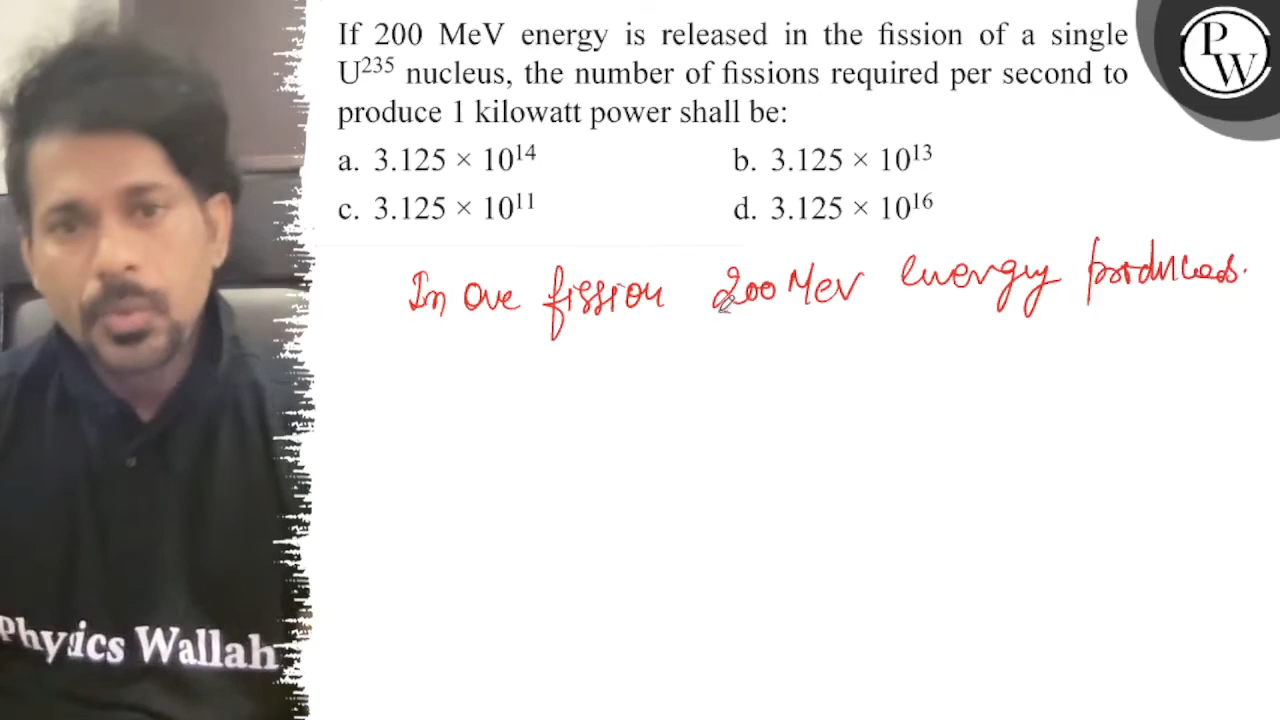 If 200 MeV energy is released in the fission of a single
U²³⁵ nucleus, the number of fissions required per second to
produce 1 kilowatt power shall be:
a. 3.125 × 10¹⁴ b. 3.125 × 10¹³
c. 3.125 × 10¹¹ d. 3.125 × 10¹⁶
In one fission 200 MeV energy produced.
PW
Physics Wallah